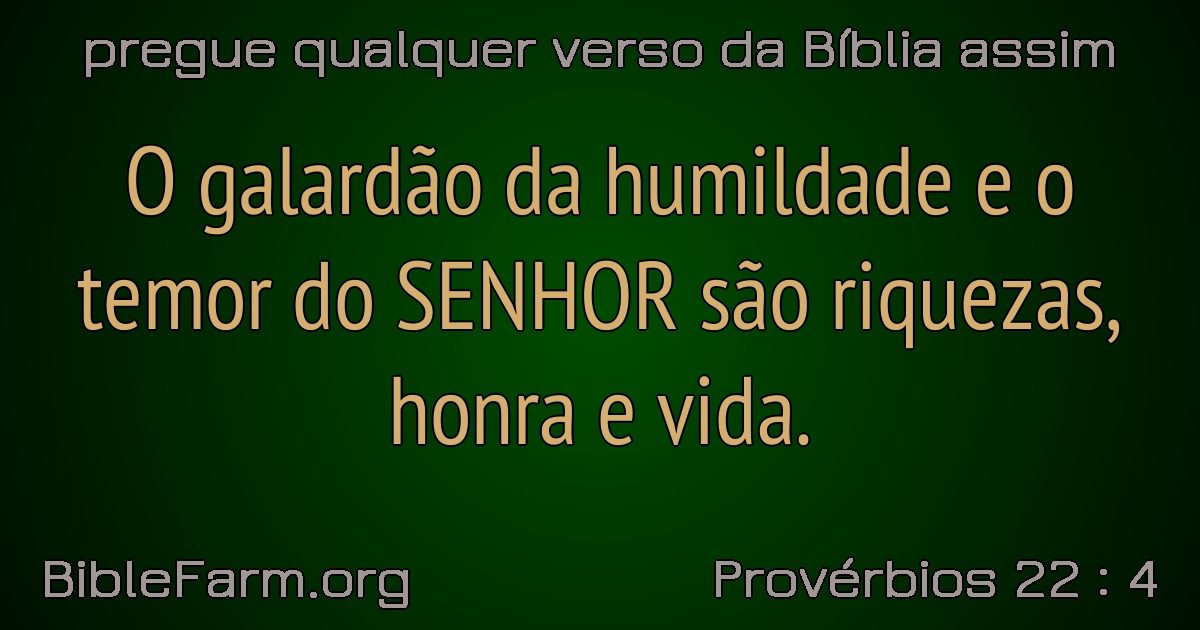 pregue qualquer verso da Bíblia assim
O galardão da humildade e o
temor do SENHOR são riquezas,
honra e vida.
BibleFarm.org
Provérbios 22 : 4